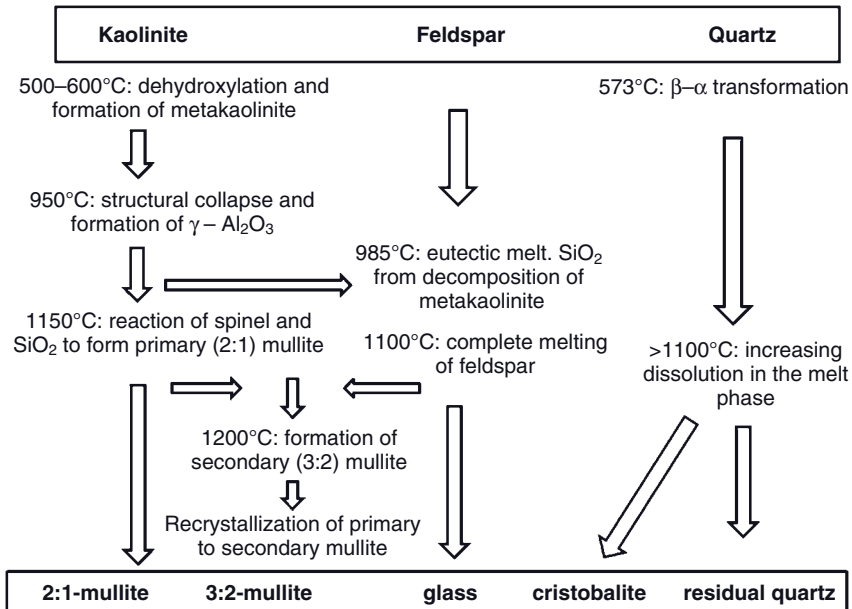 Kaolinite Feldspar Quartz
500–600°C: dehydroxylation and
formation of metakaolinite
573°C: β–α transformation
950°C: structural collapse and
formation of γ – Al₂O₃
985°C: eutectic melt. SiO₂
from decomposition of
metakaolinite
1150°C: reaction of spinel and
SiO₂ to form primary (2:1) mullite
1100°C: complete melting
of feldspar
>1100°C: increasing
dissolution in the melt
phase
1200°C: formation of
secondary (3:2) mullite
Recrystallization of primary
to secondary mullite
2:1-mullite 3:2-mullite glass cristobalite residual quartz